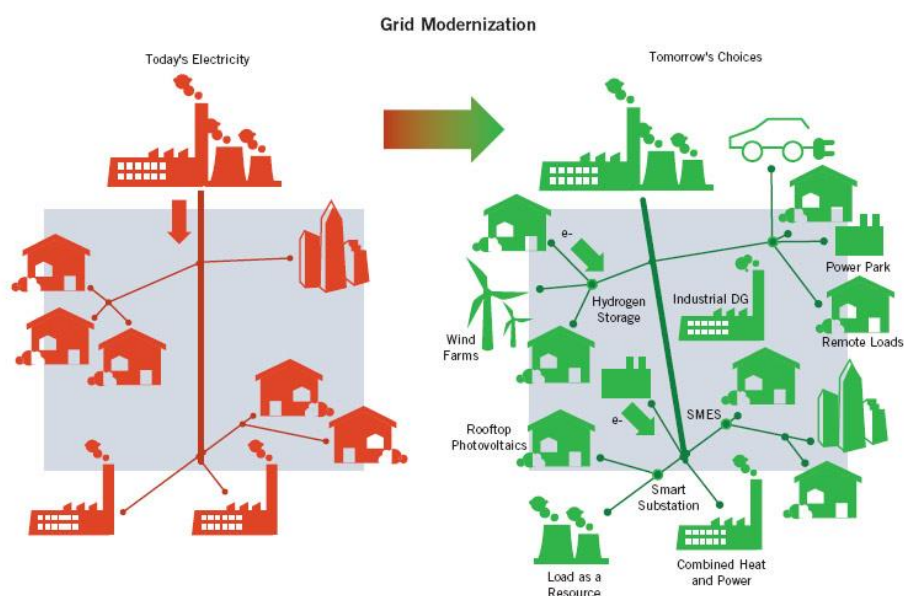 Grid Modernization
Today's Electricity
Tomorrow's Choices
e-
Power Park
Hydrogen
Storage
Industrial DG
Wind
Farms
Remote Loads
SMES
e-
Rooftop
Photovoltaics
Smart
Substation
Load as a
Resource
Combined Heat
and Power